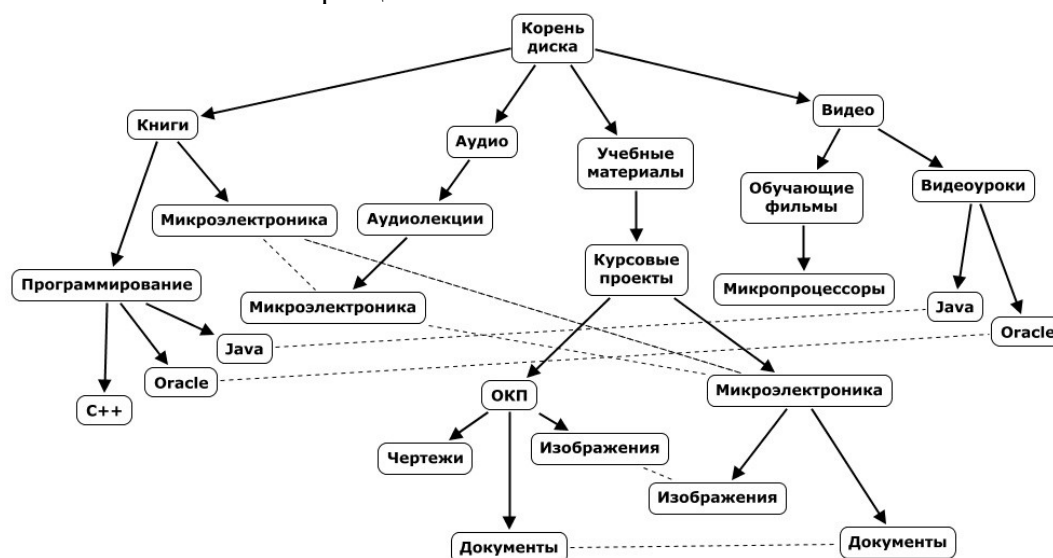 Корень
диска
Книги
Аудио
Учебные
материалы
Видео
Микроэлектроника
Аудиолекции
Обучающие
фильмы
Видеоуроки
Программирование
Микроэлектроника
Курсовые
проекты
Микропроцессоры
Java
Oracle
Java
Oracle
C++
ОКП
Микроэлектроника
Чертежи
Изображения
Изображения
Документы
Документы